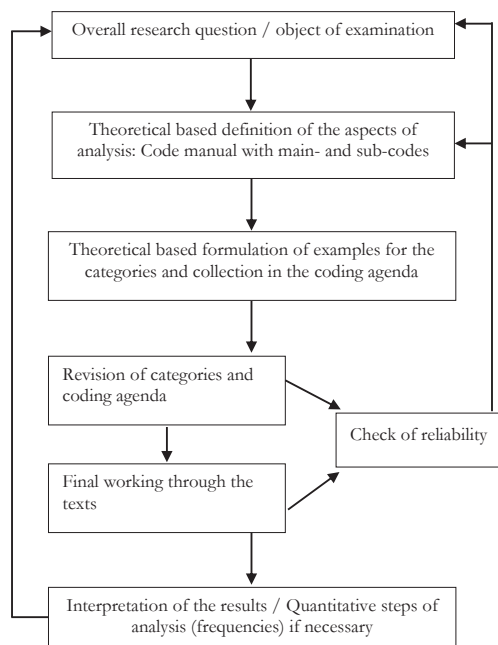 Overall research question / object of examination
Theoretical based definition of the aspects of
analysis: Code manual with main- and sub-codes
Theoretical based formulation of examples for the
categories and collection in the coding agenda
Revision of categories and
coding agenda
Check of reliability
Final working through the
texts
Interpretation of the results / Quantitative steps of
analysis (frequencies) if necessary